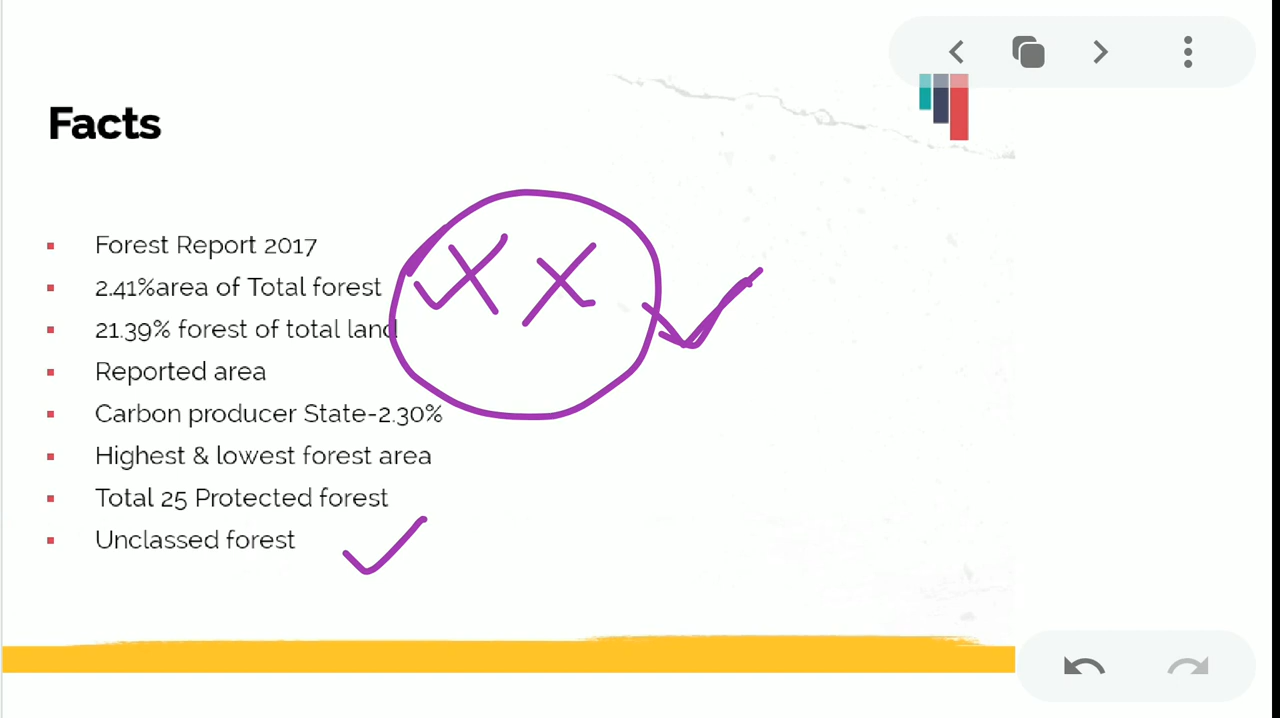 Facts
Forest Report 2017
2.41%area of Total forest
21.39% forest of total land
Reported area
Carbon producer State-2.30%
Highest & lowest forest area
Total 25 Protected forest
Unclassed forest